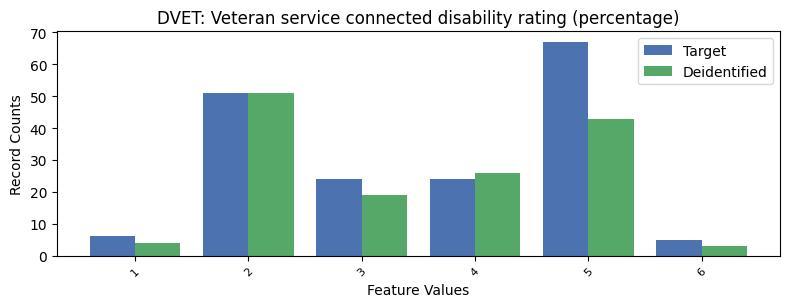 DVET: Veteran service connected disability rating (percentage)
Target
Deidentified
Record Counts
70
60
50
40
30
20
10
0
1
2
3
4
5
6
Feature Values